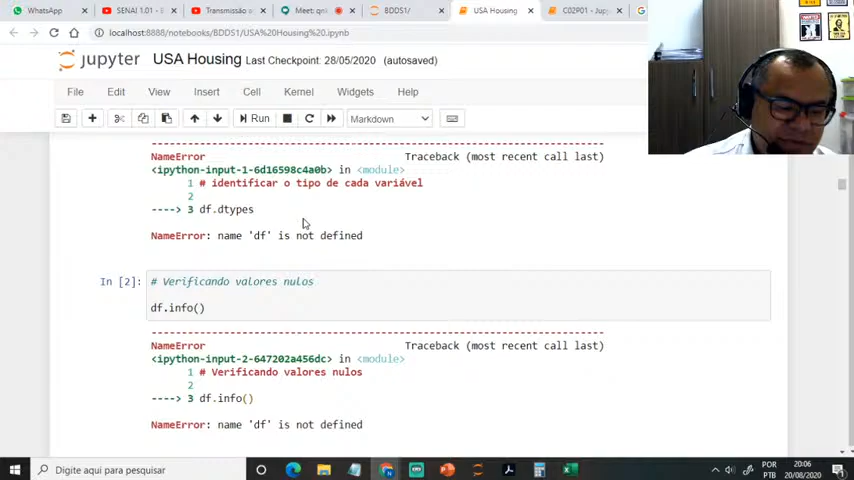 WhatsApp
SENAI 1.01 -
Transmissão a
Meet: qn
BDDS1/
USA Housing
C02P01 - Jup
localhost:8888/notebooks/BDDS1/USA%20Housing%20.ipynb
jupyter USA Housing Last Checkpoint: 28/05/2020 (autosaved)
File Edit View Insert Cell Kernel Widgets Help
Run Markdown
NameError Traceback (most recent call last)
<ipython-input-1-6d16598c4a0b> in <module>
1 # identificar o tipo de cada variável
2
----> 3 df.dtypes
NameError: name 'df' is not defined
In [2]: # Verificando valores nulos
df.info()
NameError Traceback (most recent call last)
<ipython-input-2-647202a456dc> in <module>
1 # Verificando valores nulos
2
----> 3 df.info()
NameError: name 'df' is not defined
Digite aqui para pesquisar
POR
PTB
20:06
20/08/2020